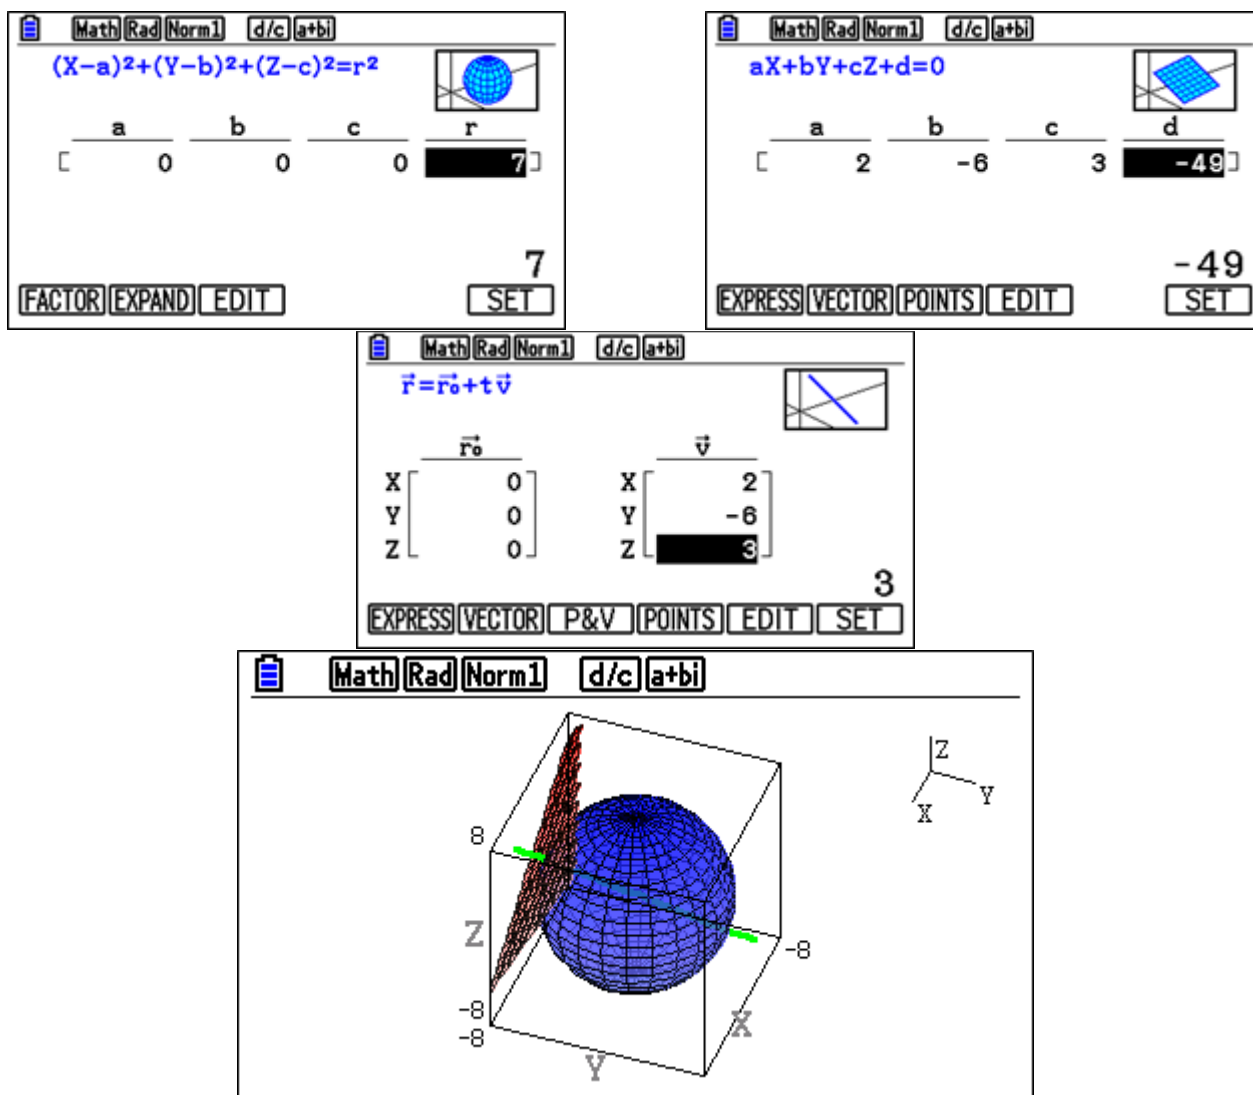 Math Rad Norm1 d/c a+bi
(X-a)²+(Y-b)²+(Z-c)²=r²
a b c r
[ 0 0 0 7 ]
7
FACTOR EXPAND EDIT SET
Math Rad Norm1 d/c a+bi
aX+bY+cZ+d=0
a b c d
[ 2 -6 3 -49 ]
-49
EXPRESS VECTOR POINTS EDIT SET
Math Rad Norm1 d/c a+bi
r⃗=r₀⃗+tv⃗
r₀⃗ v⃗
X [ 0 ] X [ 2 ]
Y [ 0 ] Y [ -6 ]
Z [ 0 ] Z [ 3 ]
3
EXPRESS VECTOR P&V POINTS EDIT SET
Math Rad Norm1 d/c a+bi
Z
Y
X
8
Z
-8
-8
-8
X
Y